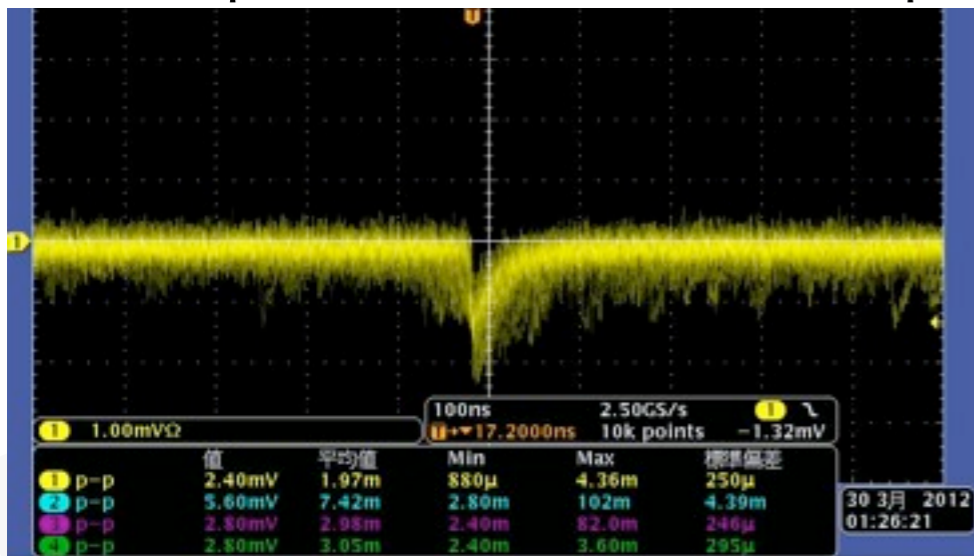 U
1
100ns 2.50GS/s 1
1 1.00mVΩ U→▼17.2000ns 10k points -1.32mV
値 平均値 Min Max 標準偏差
1 p-p 2.40mV 1.97m 880µ 4.36m 250µ
2 p-p 5.60mV 7.42m 2.80m 102m 4.39m
3 p-p 2.80mV 2.98m 2.40m 82.0m 246µ
4 p-p 2.80mV 3.05m 2.40m 3.60m 295µ
30 3月 2012
01:26:21